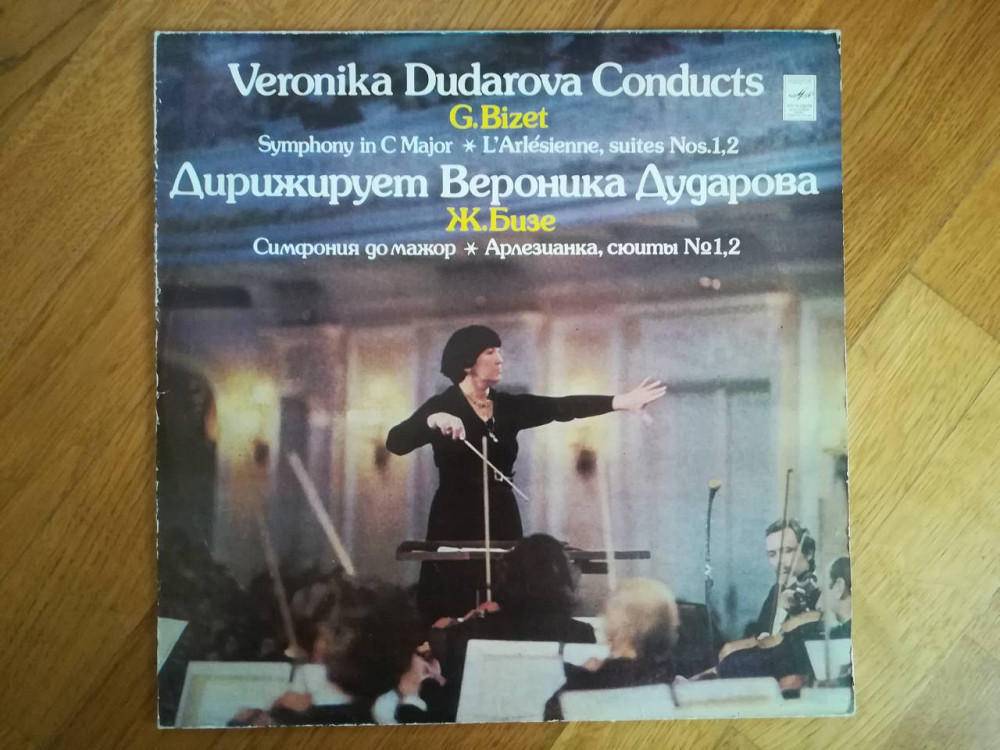 Veronika Dudarova Conducts
G.Bizet
Symphony in C Major * L'Arlésienne, suites Nos.1,2
Дирижирует Вероника Дударова
Ж.Бизе
Симфония до мажор * Арлезианка, сюиты №1,2